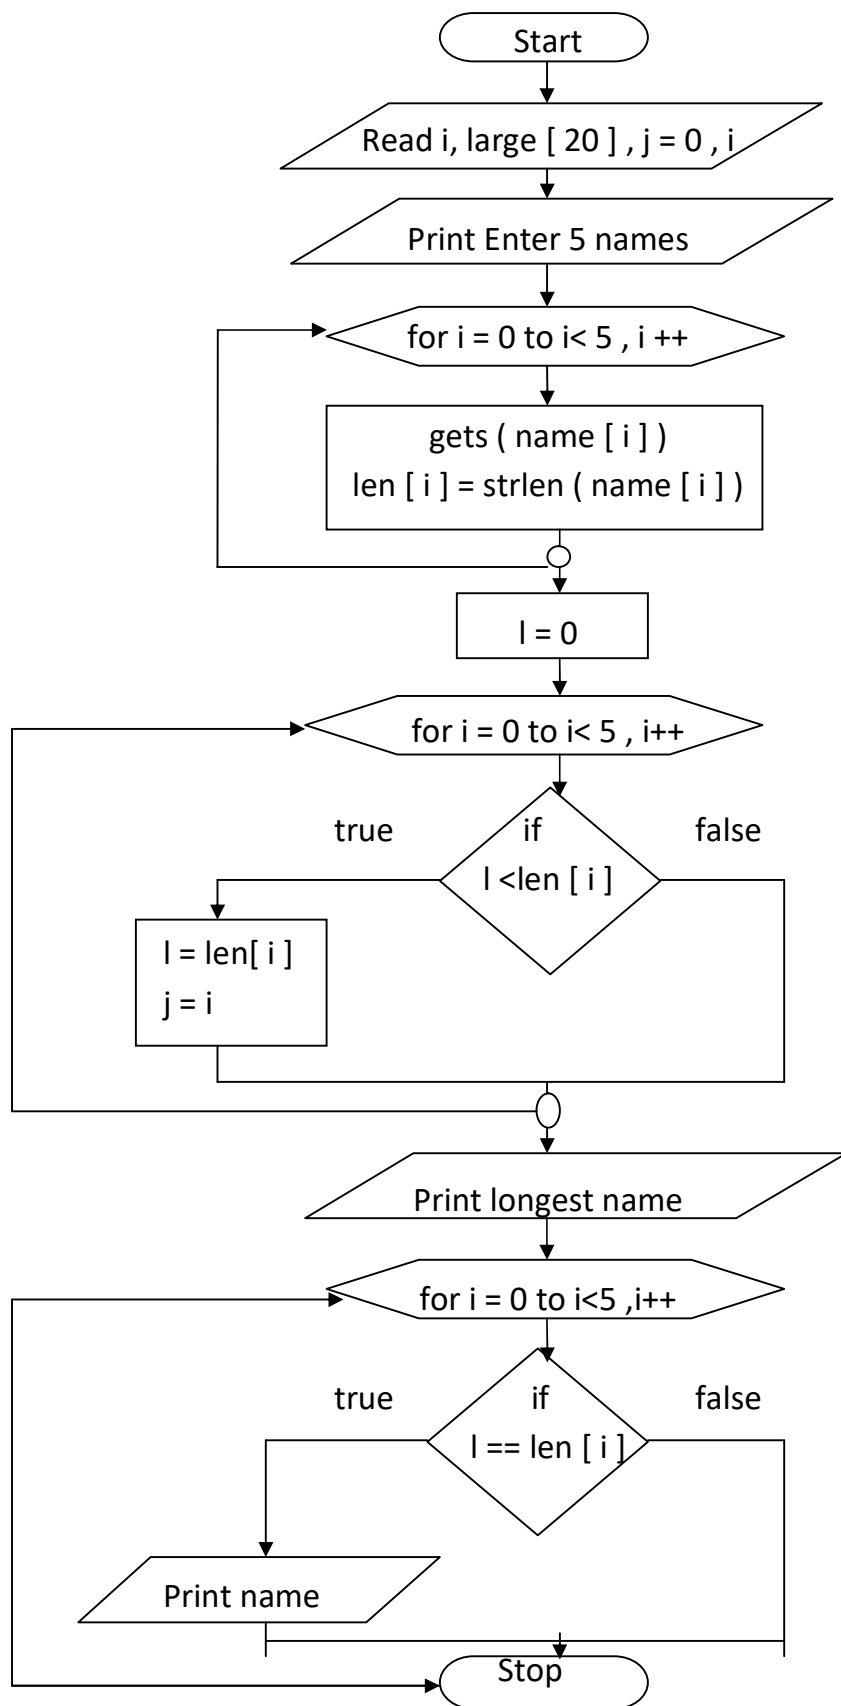 Start
Read i, large [ 20 ] , j = 0 , i
Print Enter 5 names
for i = 0 to i< 5 , i ++
gets ( name [ i ] )
len [ i ] = strlen ( name [ i ] )
l = 0
for i = 0 to i< 5 , i++
true if false
l <len [ i ]
l = len[ i ]
j = i
Print longest name
for i = 0 to i<5 ,i++
true if false
l == len [ i ]
Print name
Stop